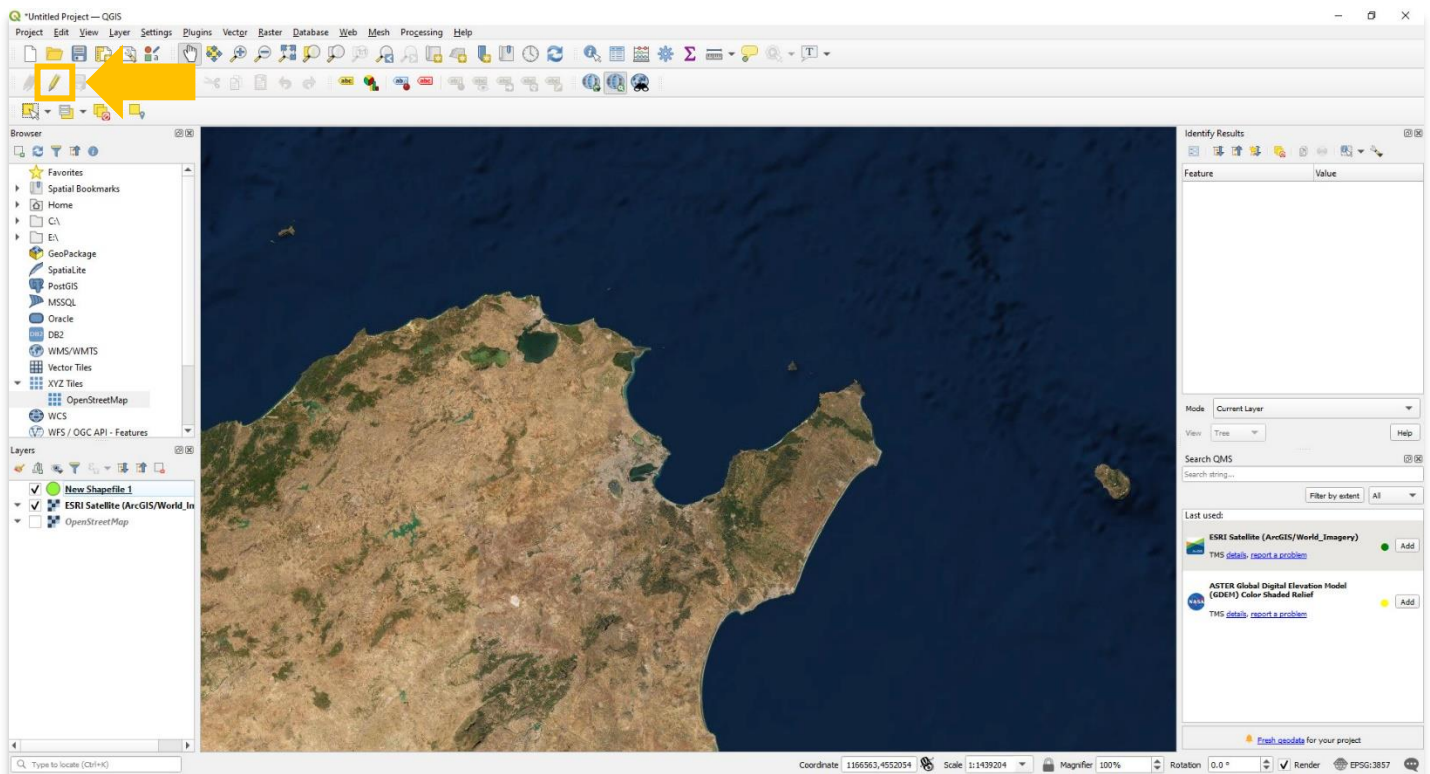 *Untitled Project — QGIS
Project Edit View Layer Settings Plugins Vector Raster Database Web Mesh Processing Help
Browser
Favorites
Spatial Bookmarks
Home
C:\
E:\
GeoPackage
SpatiaLite
PostGIS
MSSQL
Oracle
DB2
WMS/WMTS
Vector Tiles
XYZ Tiles
OpenStreetMap
WCS
WFS / OGC API - Features
Layers
New Shapefile 1
ESRI Satellite (ArcGIS/World_In
OpenStreetMap
Type to locate (Ctrl+K)
Identify Results
Feature Value
Mode Current Layer
View Tree Help
Search QMS
Search string...
Filter by extent All
Last used:
ESRI Satellite (ArcGIS/World_Imagery)
TMS details, report a problem
Add
ASTER Global Digital Elevation Model
(GDEM) Color Shaded Relief
TMS details, report a problem
Add
Fresh geodata for your project
Coordinate 1166563,4552054 Scale 1:1439204 Magnifier 100% Rotation 0.0 ° Render EPSG:3857